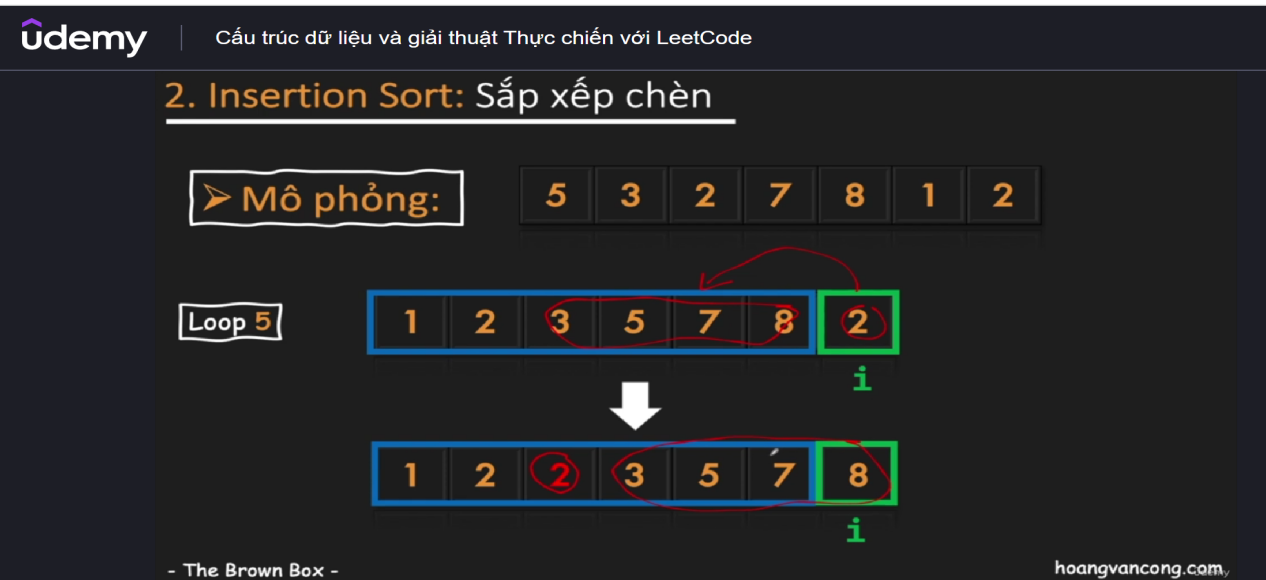 ûdemy Cấu trúc dữ liệu và giải thuật Thực chiến với LeetCode
2. Insertion Sort: Sắp xếp chèn
➢ Mô phỏng: 5 3 2 7 8 1 2
Loop 5 1 2 3 5 7 8 2
i
1 2 2 3 5 7 8
i
- The Brown Box - hoangvancong.com